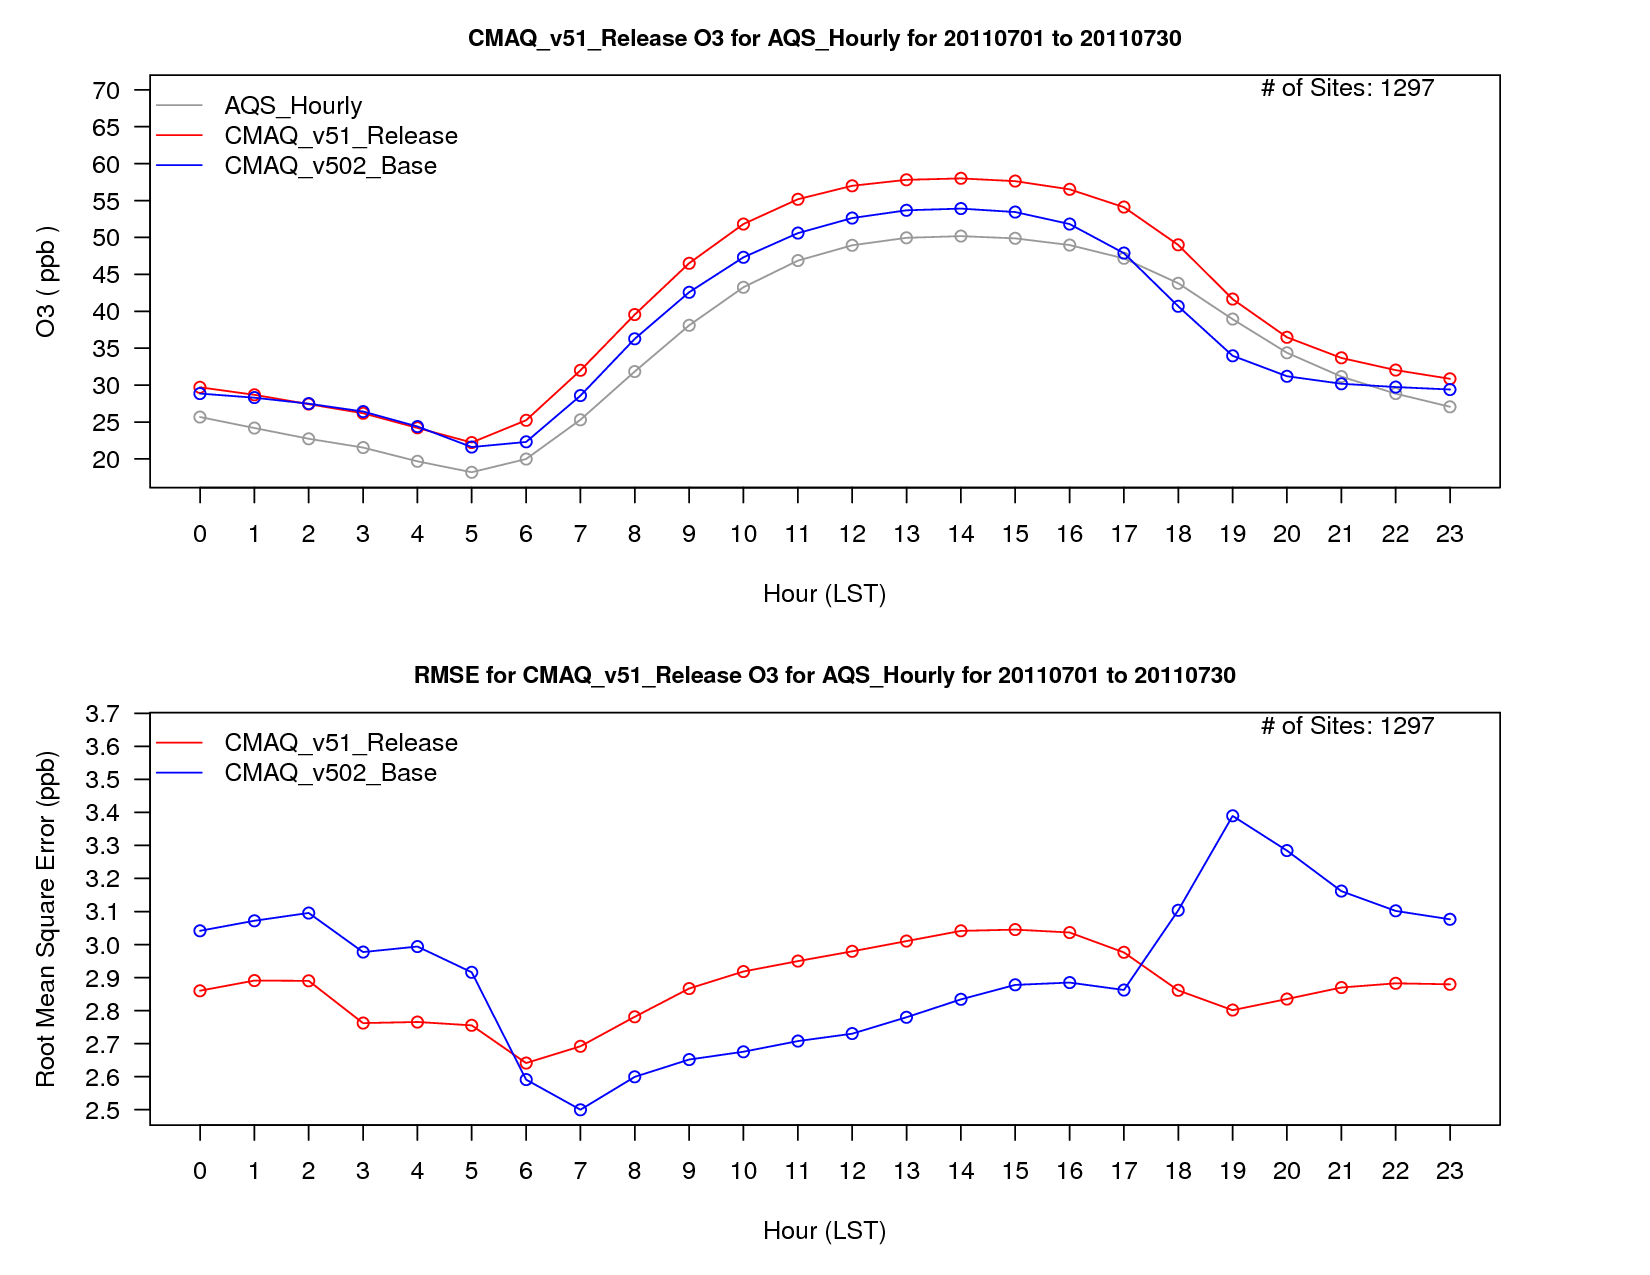 CMAQ_v51_Release O3 for AQS_Hourly for 20110701 to 20110730
# of Sites: 1297
AQS_Hourly
CMAQ_v51_Release
CMAQ_v502_Base
O3 ( ppb )
70
65
60
55
50
45
40
35
30
25
20
0 1 2 3 4 5 6 7 8 9 10 11 12 13 14 15 16 17 18 19 20 21 22 23
Hour (LST)
RMSE for CMAQ_v51_Release O3 for AQS_Hourly for 20110701 to 20110730
# of Sites: 1297
CMAQ_v51_Release
CMAQ_v502_Base
Root Mean Square Error (ppb)
3.7
3.6
3.5
3.4
3.3
3.2
3.1
3.0
2.9
2.8
2.7
2.6
2.5
0 1 2 3 4 5 6 7 8 9 10 11 12 13 14 15 16 17 18 19 20 21 22 23
Hour (LST)